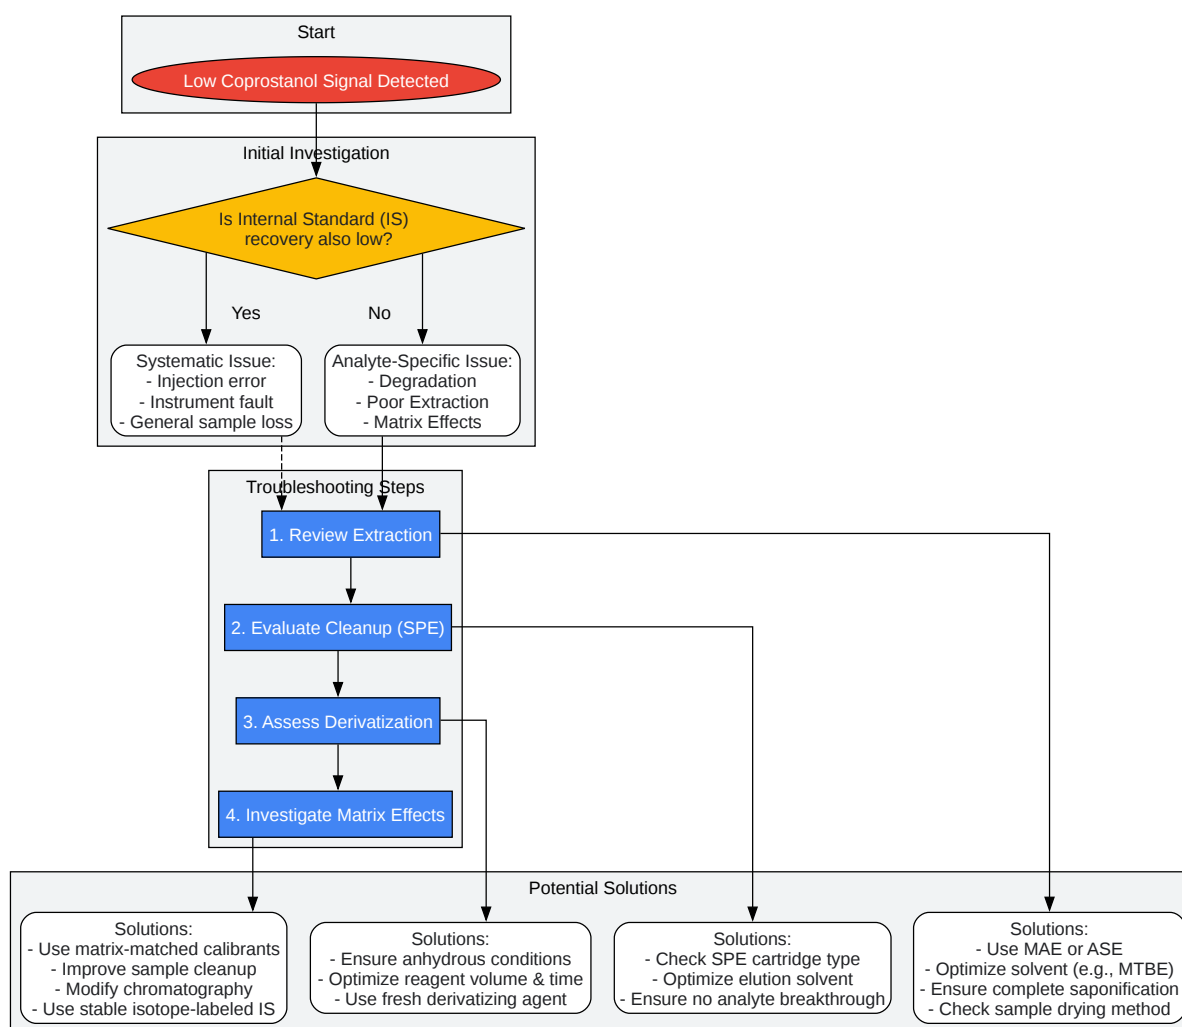 Start
Low Coprostanol Signal Detected
Initial Investigation
Is Internal Standard (IS)
recovery also low?
Yes
No
Systematic Issue:
- Injection error
- Instrument fault
- General sample loss
Analyte-Specific Issue:
- Degradation
- Poor Extraction
- Matrix Effects
Troubleshooting Steps
1. Review Extraction
2. Evaluate Cleanup (SPE)
3. Assess Derivatization
4. Investigate Matrix Effects
Potential Solutions
Solutions:
- Use matrix-matched calibrants
- Improve sample cleanup
- Modify chromatography
- Use stable isotope-labeled IS
Solutions:
- Ensure anhydrous conditions
- Optimize reagent volume & time
- Use fresh derivatizing agent
Solutions:
- Check SPE cartridge type
- Optimize elution solvent
- Ensure no analyte breakthrough
Solutions:
- Use MAE or ASE
- Optimize solvent (e.g., MTBE)
- Ensure complete saponification
- Check sample drying method